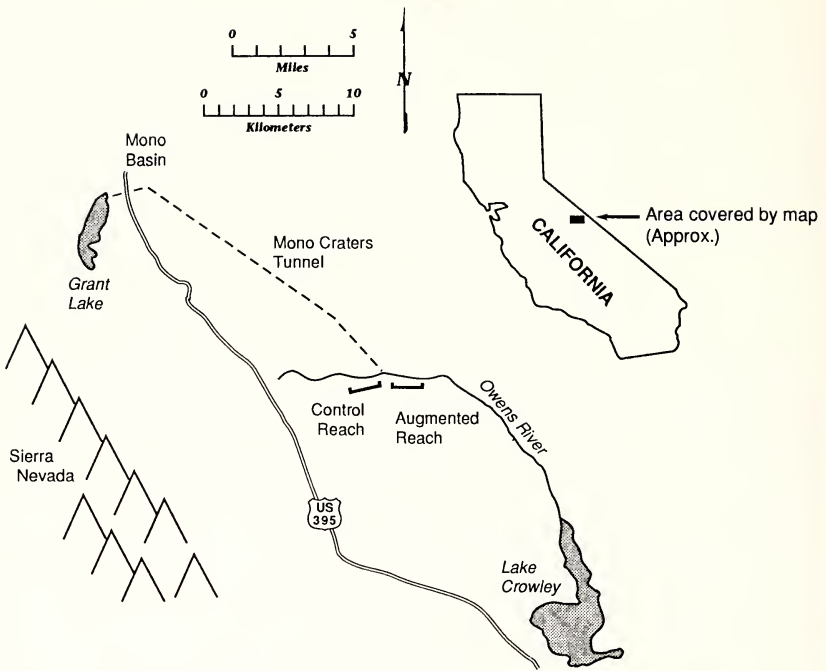 0 5
Miles
0 5 10
Kilometers
N
Mono
Basin
Grant
Lake
Mono Craters
Tunnel
CALIFORNIA
Area covered by map
(Approx.)
Control
Reach
Augmented
Reach
Owens River
Sierra
Nevada
US
395
Lake
Crowley